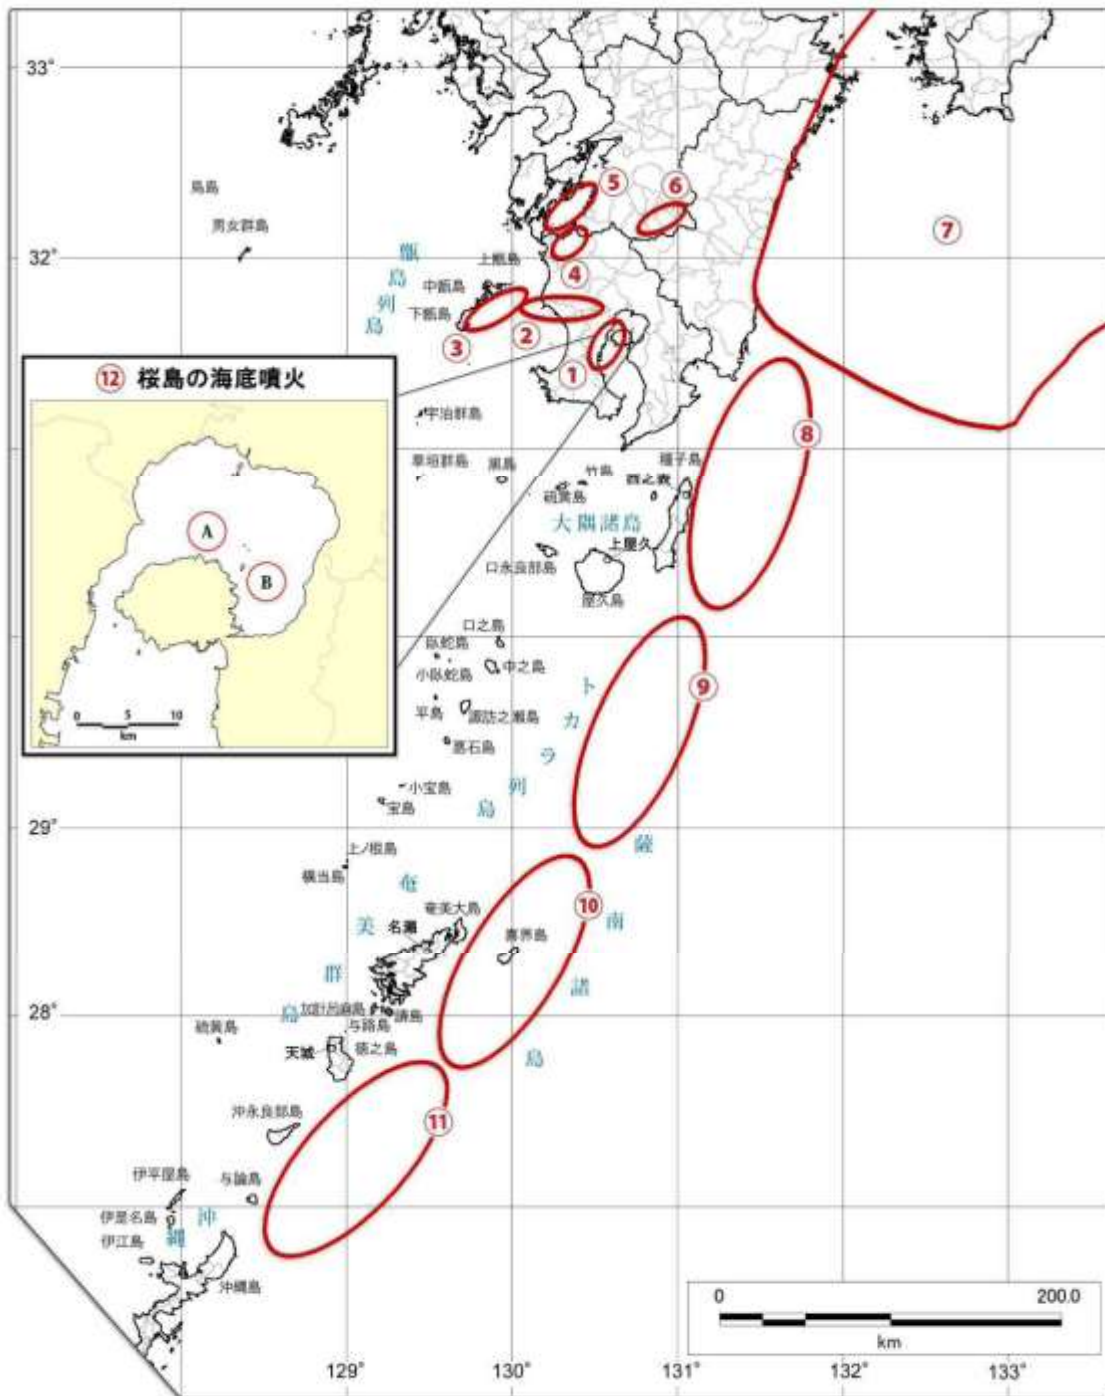 33°
⑤
⑥
鳥島
男女群島
⑦
32°
上甑島
④
甑島列島
中甑島
下甑島
②
③
①
⑫ 桜島の海底噴火
A
B
0 5 10
km
宇治群島
⑧
草垣群島
黒島
竹島
種子島
硫黄島
西之表
大隅諸島
上屋久
口永良部島
屋久島
口之島
臥蛇島
中之島
小臥蛇島
⑨
平島
諏訪之瀬島
トカラ列島
悪石島
小宝島
宝島
29°
上ノ根島
薩南諸島
横当島
奄美群島
奄美大島
⑩
名瀬
喜界島
28°
加計呂麻島
請島
硫黄島
与路島
天城
徳之島
沖永良部島
⑪
伊平屋島
与論島
伊是名島
沖縄
伊江島
沖縄島
0 200.0
km
129° 130° 131° 132° 133°